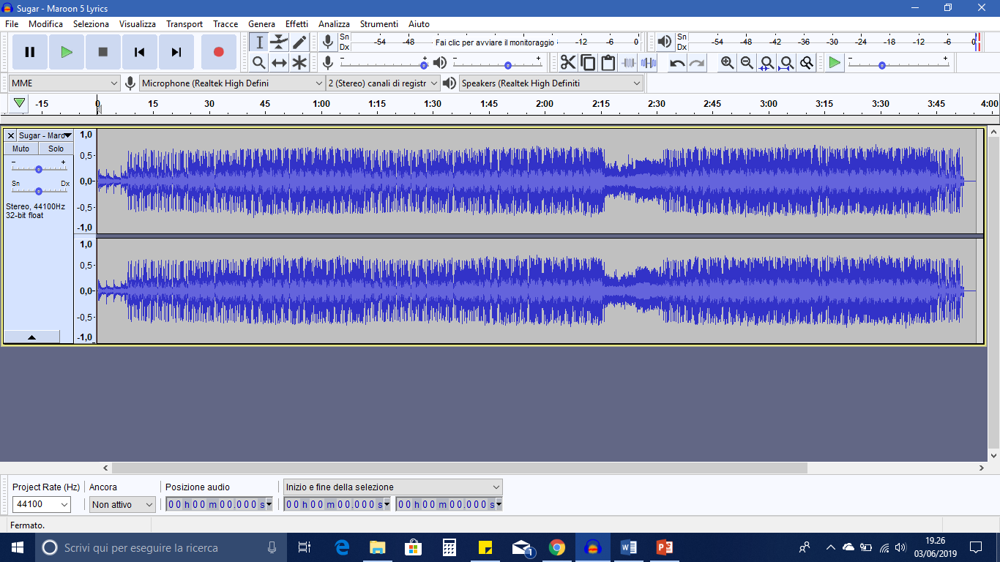 Sugar - Maroon 5 Lyrics
File Modifica Seleziona Visualizza Transport Tracce Genera Effetti Analizza Strumenti Aiuto
Sn Dx -54 -48 Fai clic per avviare il monitoraggio -12 -6 0
Sn Dx -54 -48 -42 -36 -30 -24 -18 -12 -6 0
- + - + - +
MME Microphone (Realtek High Defini 2 (Stereo) canali di registr Speakers (Realtek High Definiti
-15 0 15 30 45 1:00 1:15 1:30 1:45 2:00 2:15 2:30 2:45 3:00 3:15 3:30 3:45 4:00
× Sugar - Maro 1,0
Muto Solo
- + 0,5
0,0
Sn Dx
Stereo, 44100Hz -0,5
32-bit float
-1,0
1,0
0,5
0,0
-0,5
-1,0
Project Rate (Hz) Ancora Posizione audio Inizio e fine della selezione
44100 Non attivo 00 h 00 m 00.000 s 00 h 00 m 00.000 s 00 h 00 m 00.000 s
Fermato.
Scrivi qui per eseguire la ricerca 1 19.26
03/06/2019